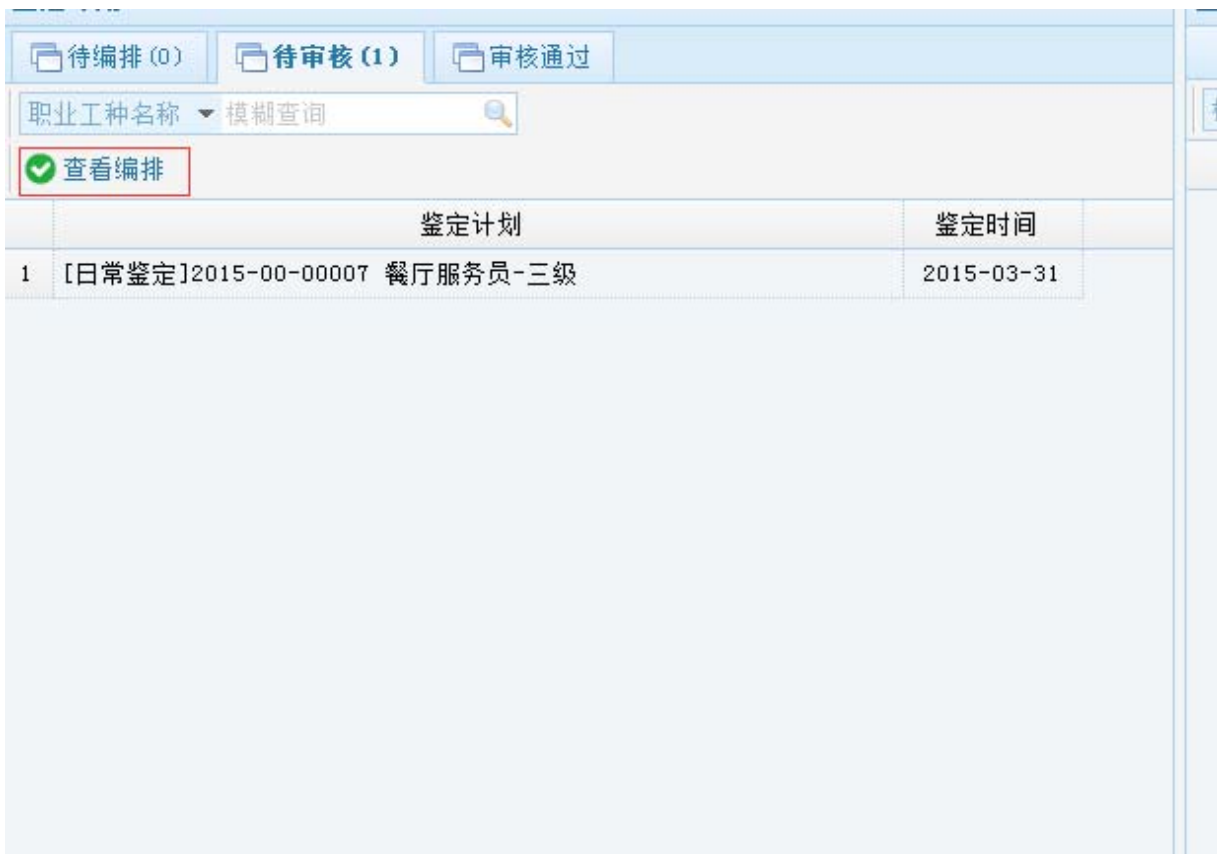 待编排(0) 待审核(1) 审核通过
职业工种名称 模糊查询
查看编排
鉴定计划 鉴定时间
1 [日常鉴定]2015-00-00007 餐厅服务员-三级 2015-03-31